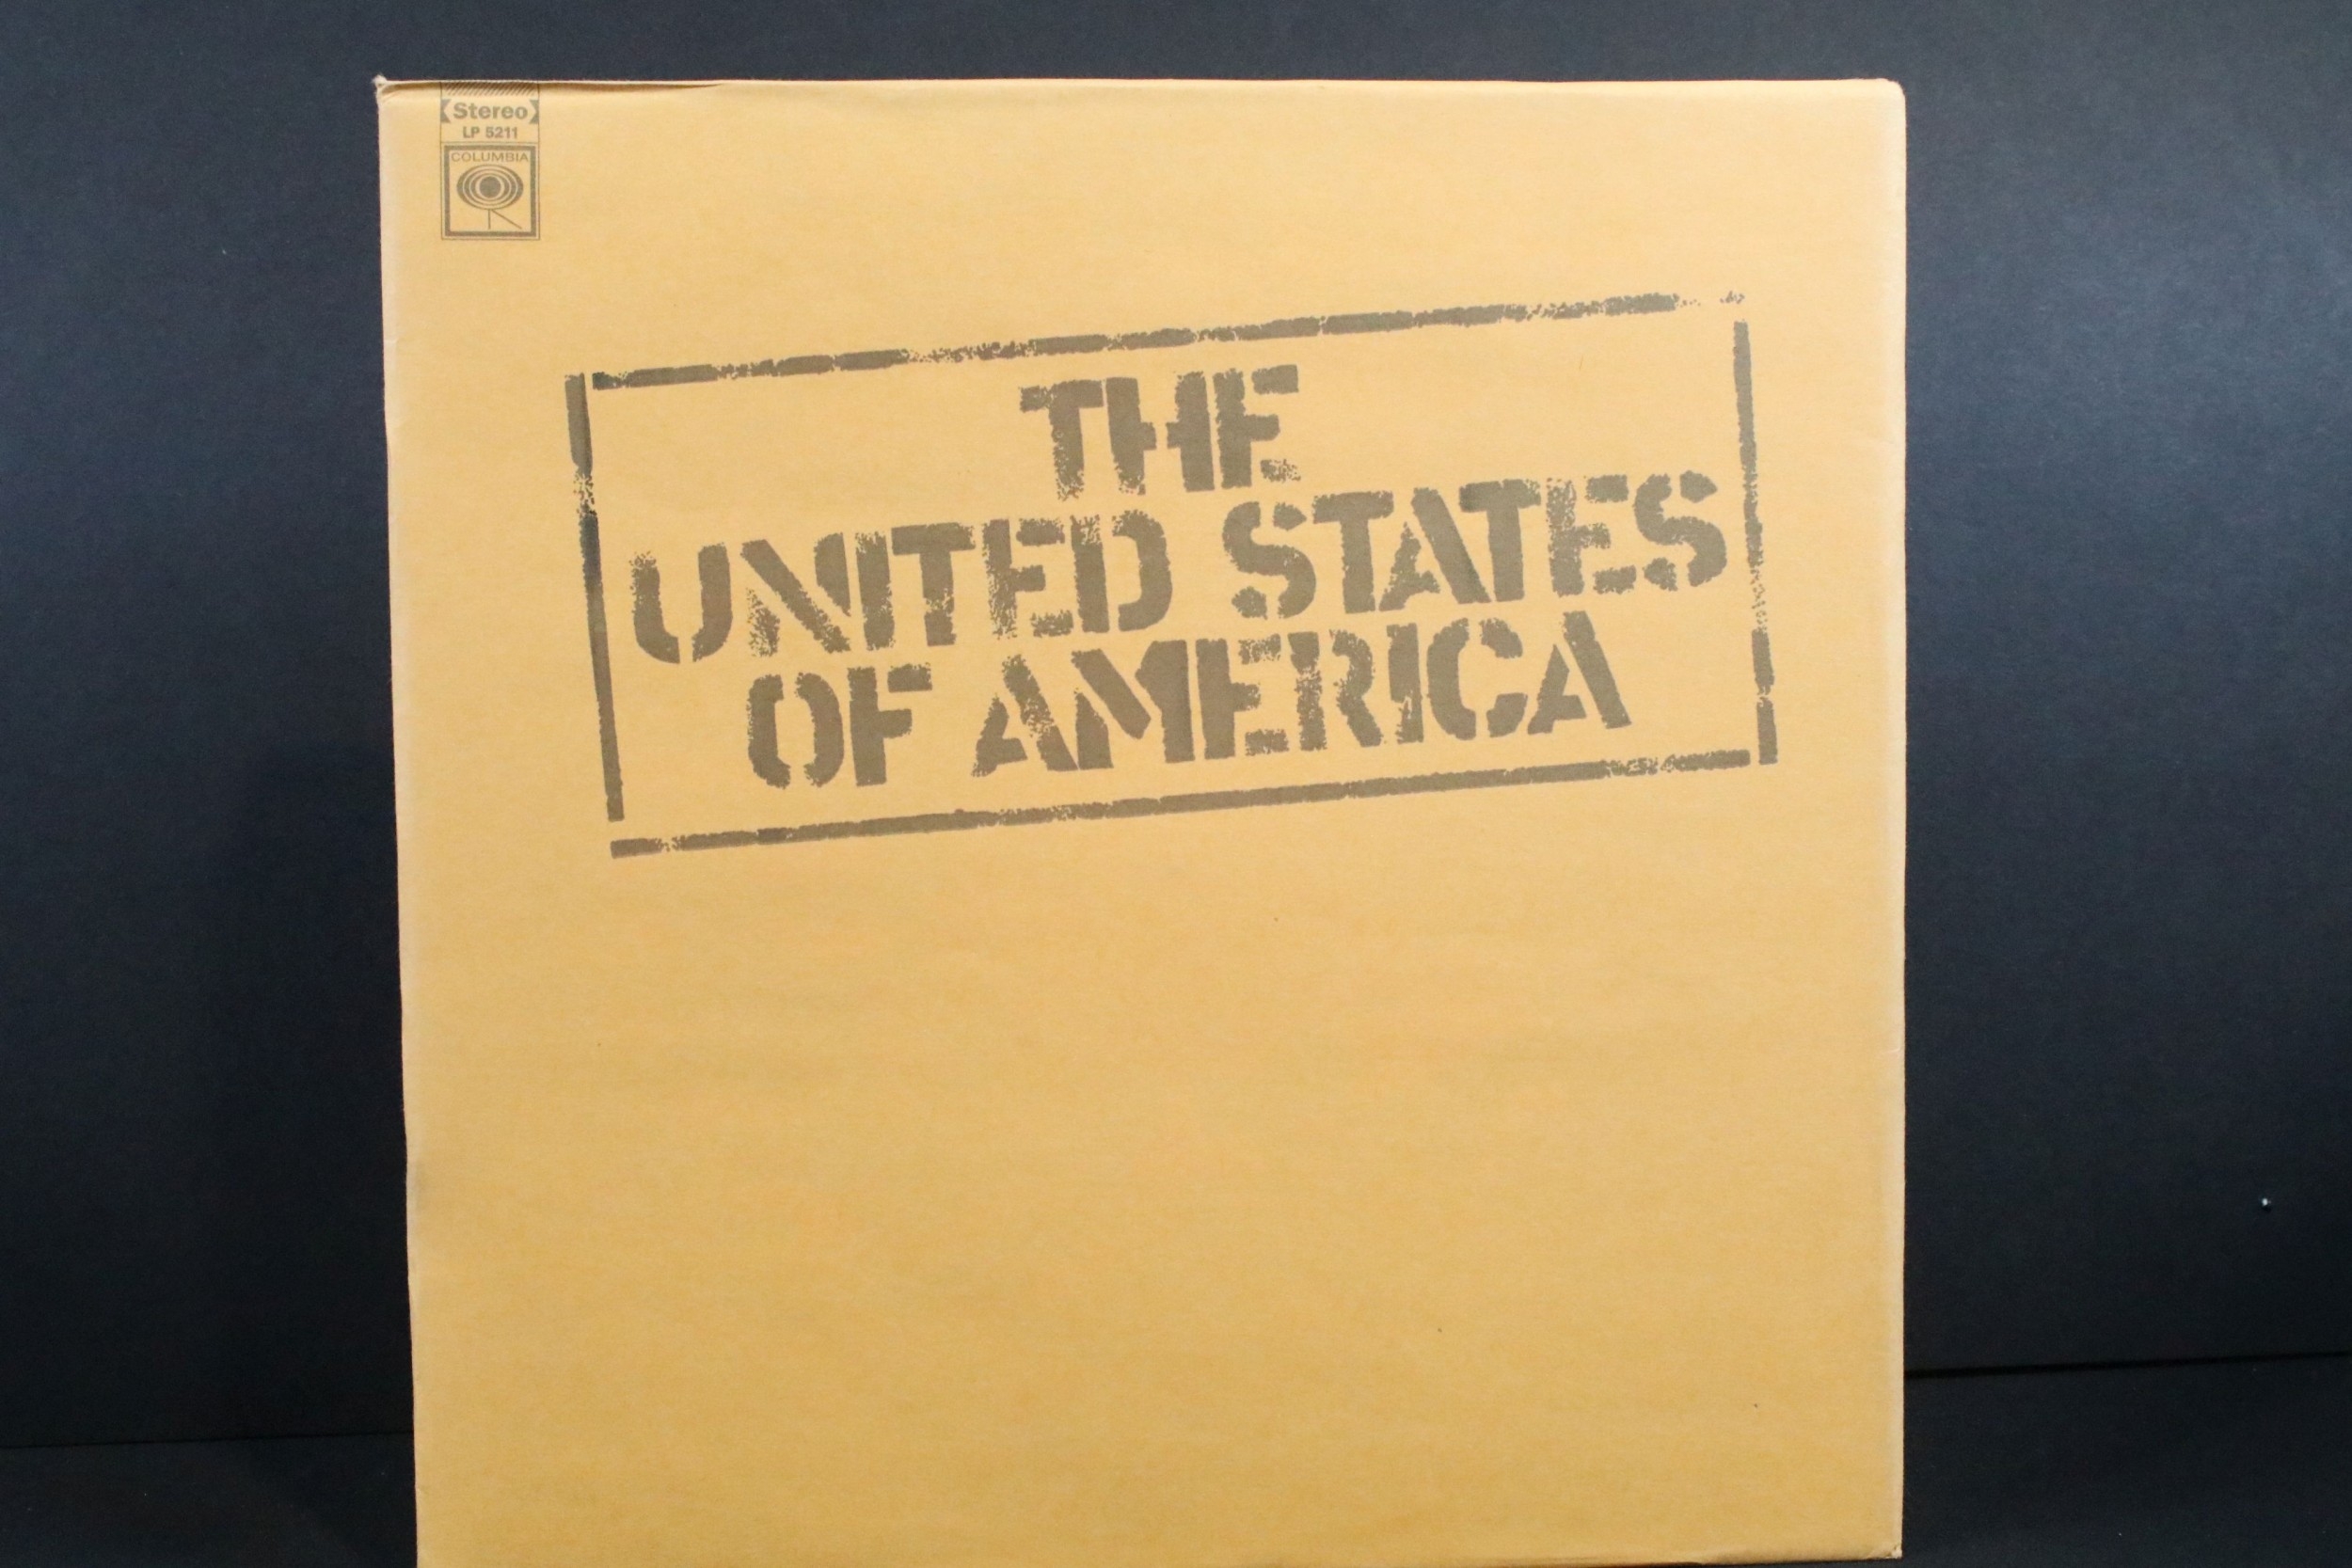 Stereo
LP 5211
COLUMBIA
THE
UNITED STATES
OF AMERICA